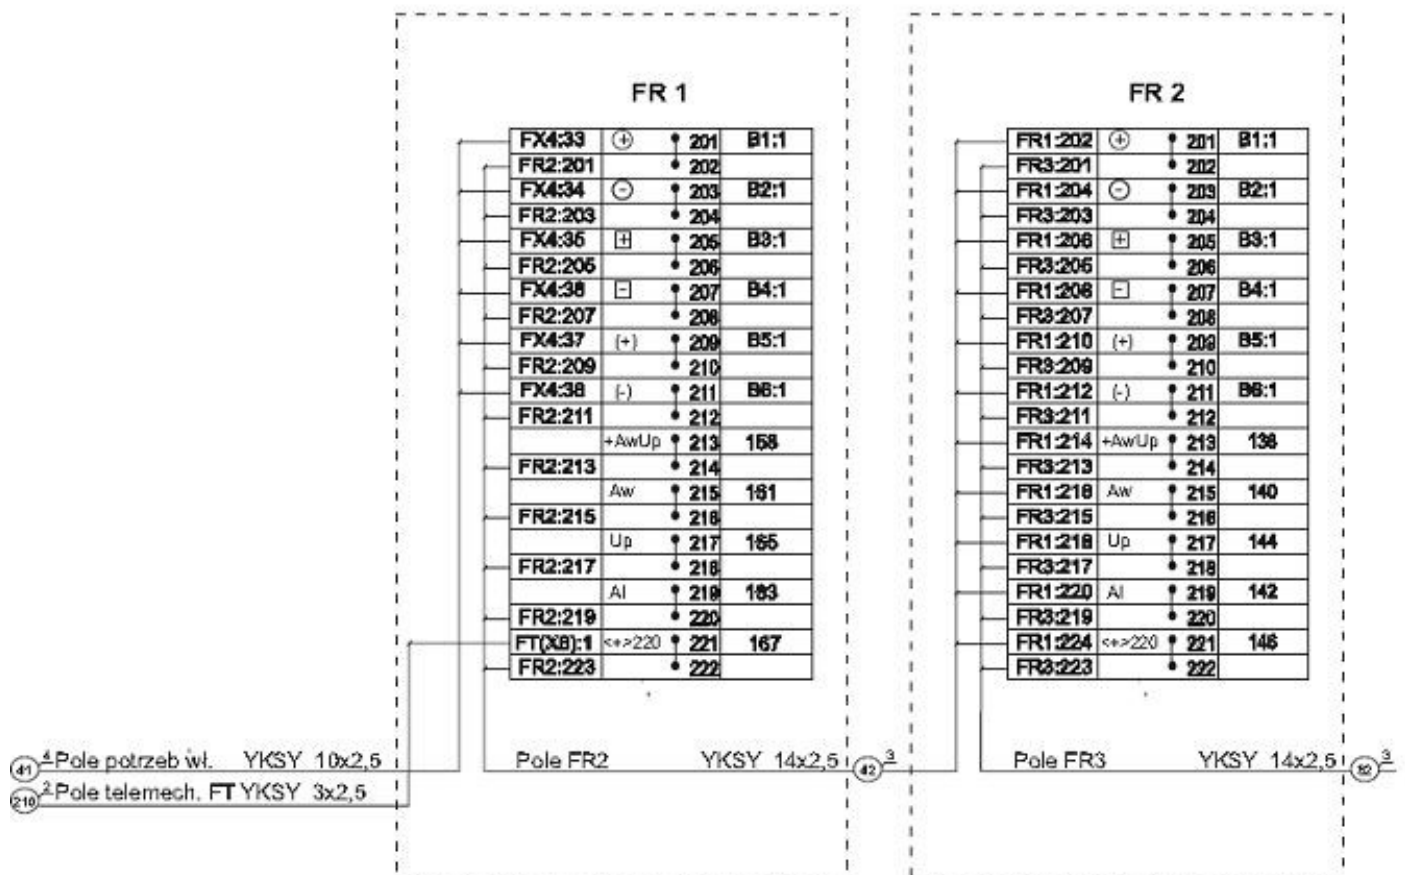 FR 1
FX4:33 + 201 B1:1
FR2:201 202
FX4:34 - 203 B2:1
FR2:203 204
FX4:35 + 205 B3:1
FR2:205 206
FX4:36 - 207 B4:1
FR2:207 208
FX4:37 (+) 209 B5:1
FR2:209 210
FX4:38 (-) 211 B6:1
FR2:211 212
+AwUp 213 158
FR2:213 214
Aw 215 161
FR2:215 216
Up 217 165
FR2:217 218
Al 219 163
FR2:219 220
FT(X8):1 <+>220 221 167
FR2:223 222
FR 2
FR1:202 + 201 B1:1
FR3:201 202
FR1:204 - 203 B2:1
FR3:203 204
FR1:206 + 205 B3:1
FR3:205 206
FR1:208 - 207 B4:1
FR3:207 208
FR1:210 (+) 209 B5:1
FR3:209 210
FR1:212 (-) 211 B6:1
FR3:211 212
FR1:214 +AwUp 213 138
FR3:213 214
FR1:216 Aw 215 140
FR3:215 216
FR1:218 Up 217 144
FR3:217 218
FR1:220 Al 219 142
FR3:219 220
FR1:224 <+>220 221 146
FR3:223 222
41 4 Pole potrzeb wł. YKSY 10x2,5
210 2 Pole telemech. FT YKSY 3x2,5
Pole FR2 YKSY 14x2,5 42 3
Pole FR3 YKSY 14x2,5 82 3